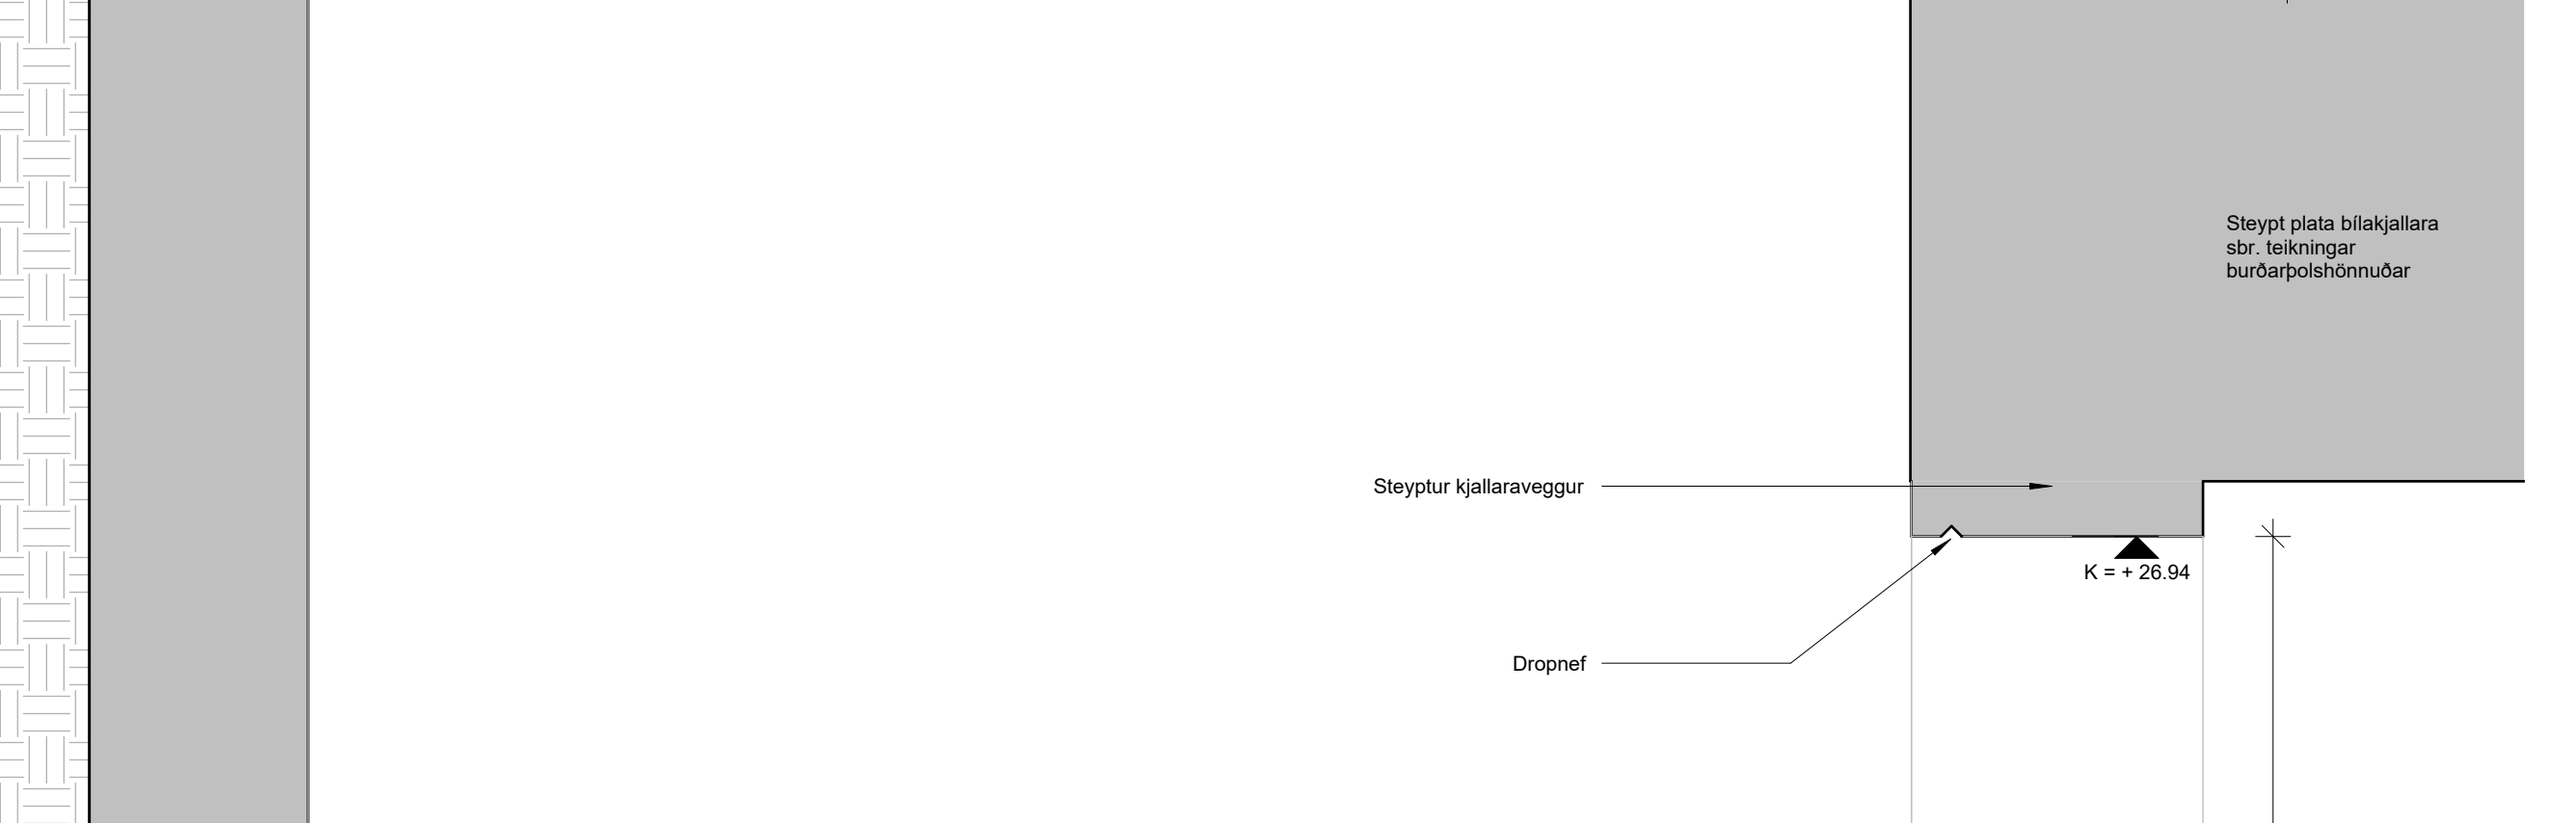 Steypt plata bílakjallara
sbr. teikningar
burðarþolshönnuðar
Steyptur kjallaraveggur
K = + 26.94
Dropnef